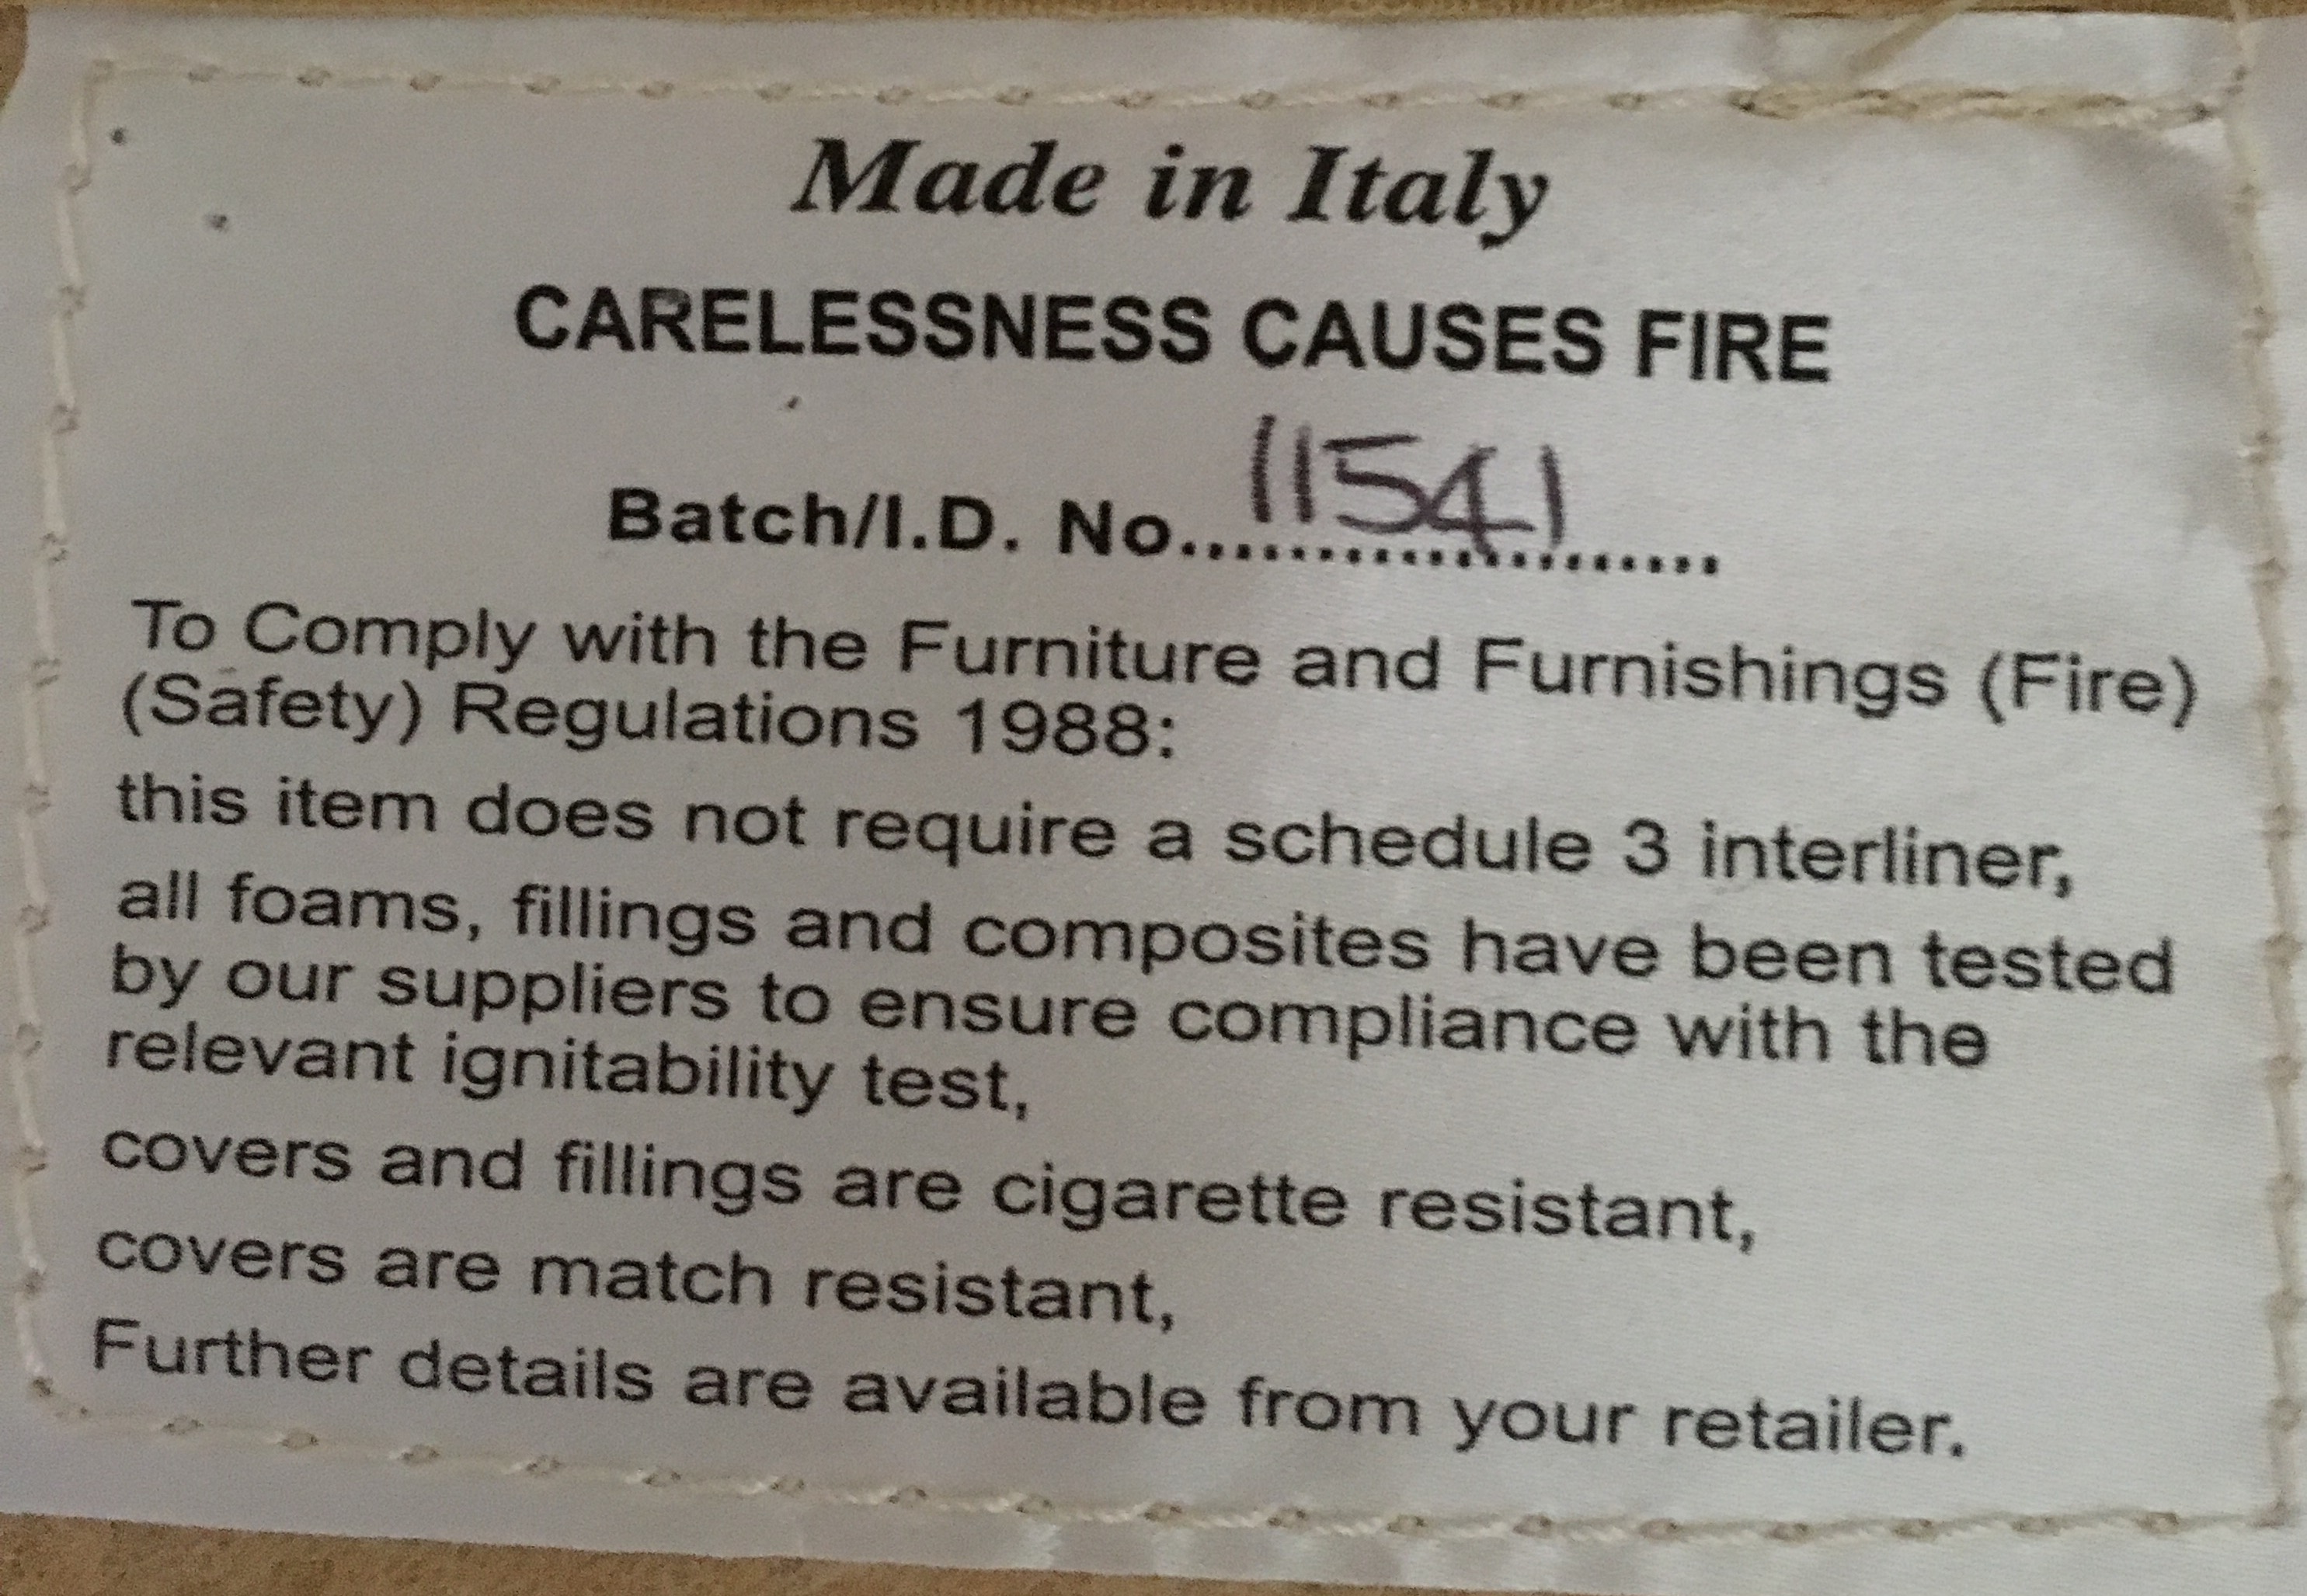 Made in Italy
CARELESSNESS CAUSES FIRE
Batch/I.D. No..........11541..........
To Comply with the Furniture and Furnishings (Fire)
(Safety) Regulations 1988:
this item does not require a schedule 3 interliner,
all foams, fillings and composites have been tested
by our suppliers to ensure compliance with the
relevant ignitability test,
covers and fillings are cigarette resistant,
covers are match resistant,
Further details are available from your retailer.